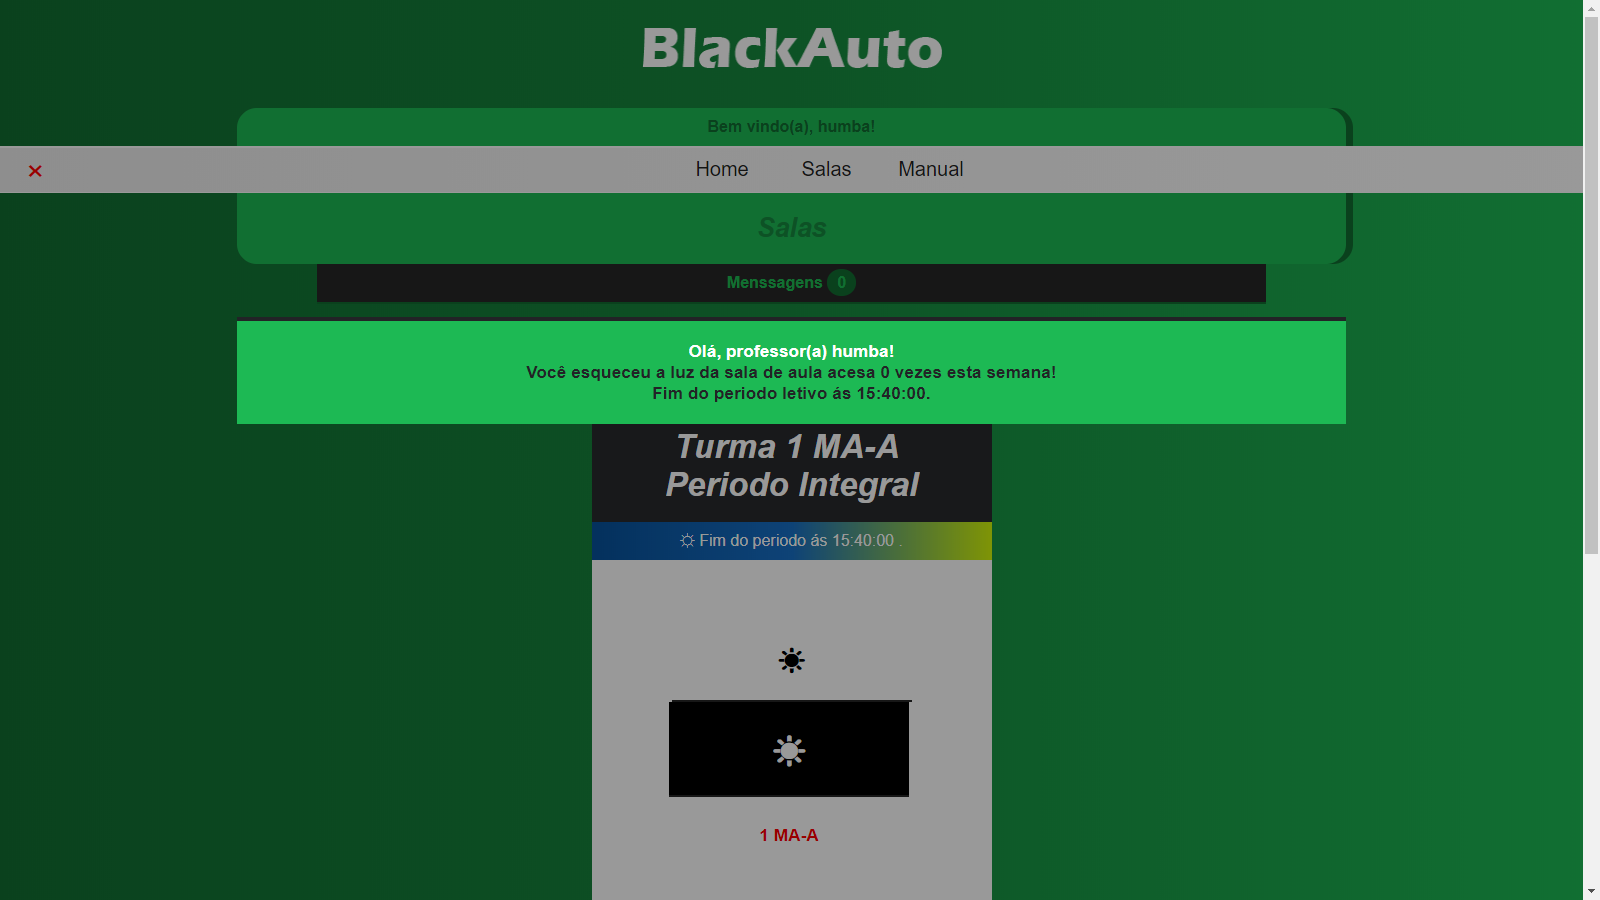 BlackAuto
Bem vindo(a), humba!
× Home Salas Manual
Salas
Menssagens 0
Olá, professor(a) humba!
Você esqueceu a luz da sala de aula acesa 0 vezes esta semana!
Fim do periodo letivo ás 15:40:00.
Turma 1 MA-A
Periodo Integral
Fim do periodo ás 15:40:00 .
1 MA-A